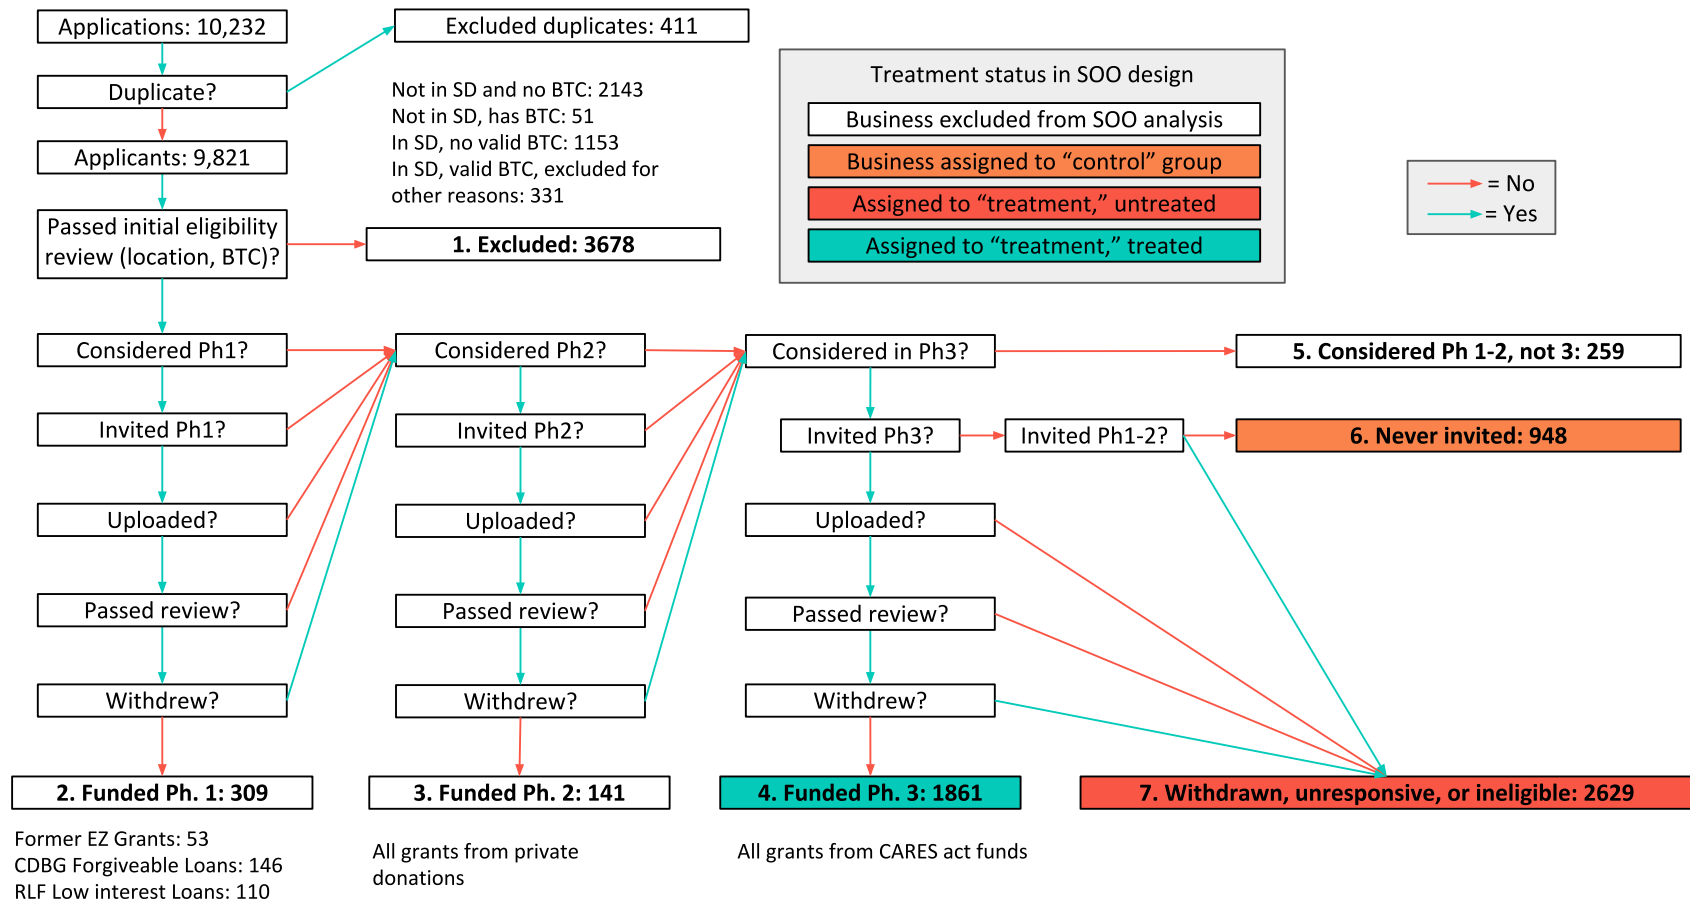 Applications: 10,232
Excluded duplicates: 411
Duplicate?
Not in SD and no BTC: 2143
Not in SD, has BTC: 51
In SD, no valid BTC: 1153
In SD, valid BTC, excluded for
other reasons: 331
Applicants: 9,821
Passed initial eligibility
review (location, BTC)?
1. Excluded: 3678
Treatment status in SOO design
Business excluded from SOO analysis
Business assigned to “control” group
Assigned to “treatment,” untreated
Assigned to “treatment,” treated
= No
= Yes
Considered Ph1?
Considered Ph2?
Considered in Ph3?
5. Considered Ph 1-2, not 3: 259
Invited Ph1?
Invited Ph2?
Invited Ph3?
Invited Ph1-2?
6. Never invited: 948
Uploaded?
Uploaded?
Uploaded?
Passed review?
Passed review?
Passed review?
Withdrew?
Withdrew?
Withdrew?
2. Funded Ph. 1: 309
3. Funded Ph. 2: 141
4. Funded Ph. 3: 1861
7. Withdrawn, unresponsive, or ineligible: 2629
Former EZ Grants: 53
CDBG Forgiveable Loans: 146
RLF Low interest Loans: 110
All grants from private
donations
All grants from CARES act funds